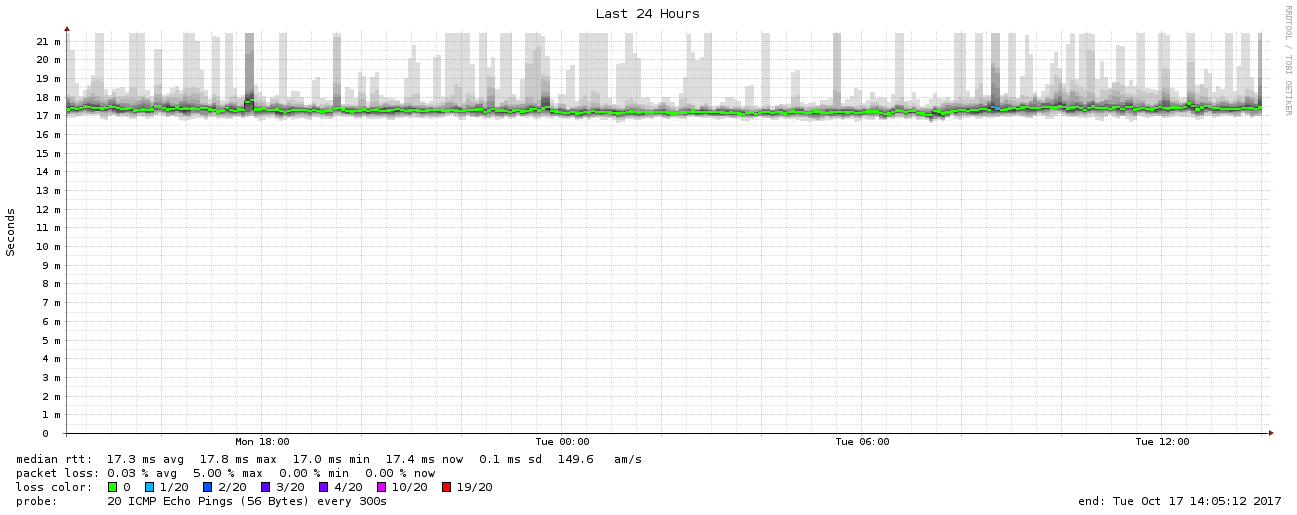 Last 24 Hours
RRDTOOL / TOBI OETIKER
Seconds
21 m
20 m
19 m
18 m
17 m
16 m
15 m
14 m
13 m
12 m
11 m
10 m
9 m
8 m
7 m
6 m
5 m
4 m
3 m
2 m
1 m
0
Mon 18:00 Tue 00:00 Tue 06:00 Tue 12:00
median rtt: 17.3 ms avg 17.8 ms max 17.0 ms min 17.4 ms now 0.1 ms sd 149.6 am/s
packet loss: 0.03 % avg 5.00 % max 0.00 % min 0.00 % now
loss color: 0 1/20 2/20 3/20 4/20 10/20 19/20
probe: 20 ICMP Echo Pings (56 Bytes) every 300s
end: Tue Oct 17 14:05:12 2017